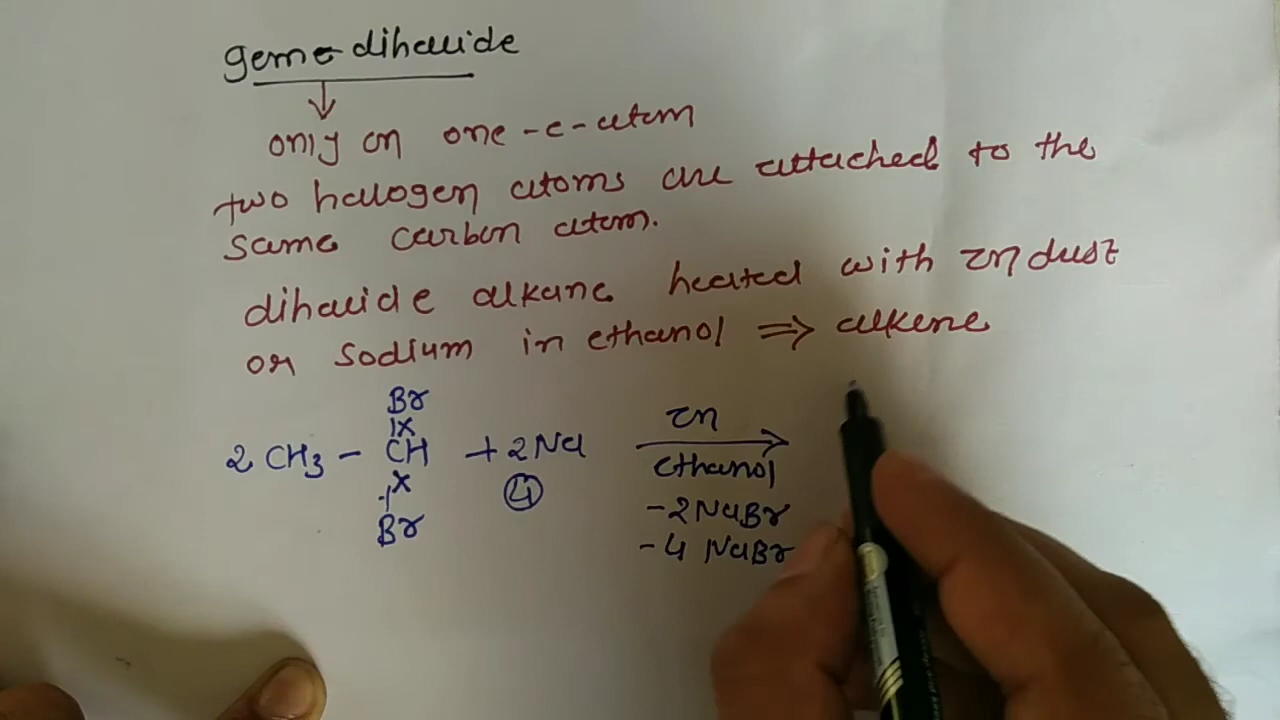 geme dihalide
only on one-c-atom
two halogen atoms are attached to the
same carbon atom.
dihalide alkane heated with zn dust
or sodium in ethanol ⇒ alkene
Br
1x
2 CH3 - CH + 2Na zn
x ④ ethanol
Br -2NaBr
-4 NaBr